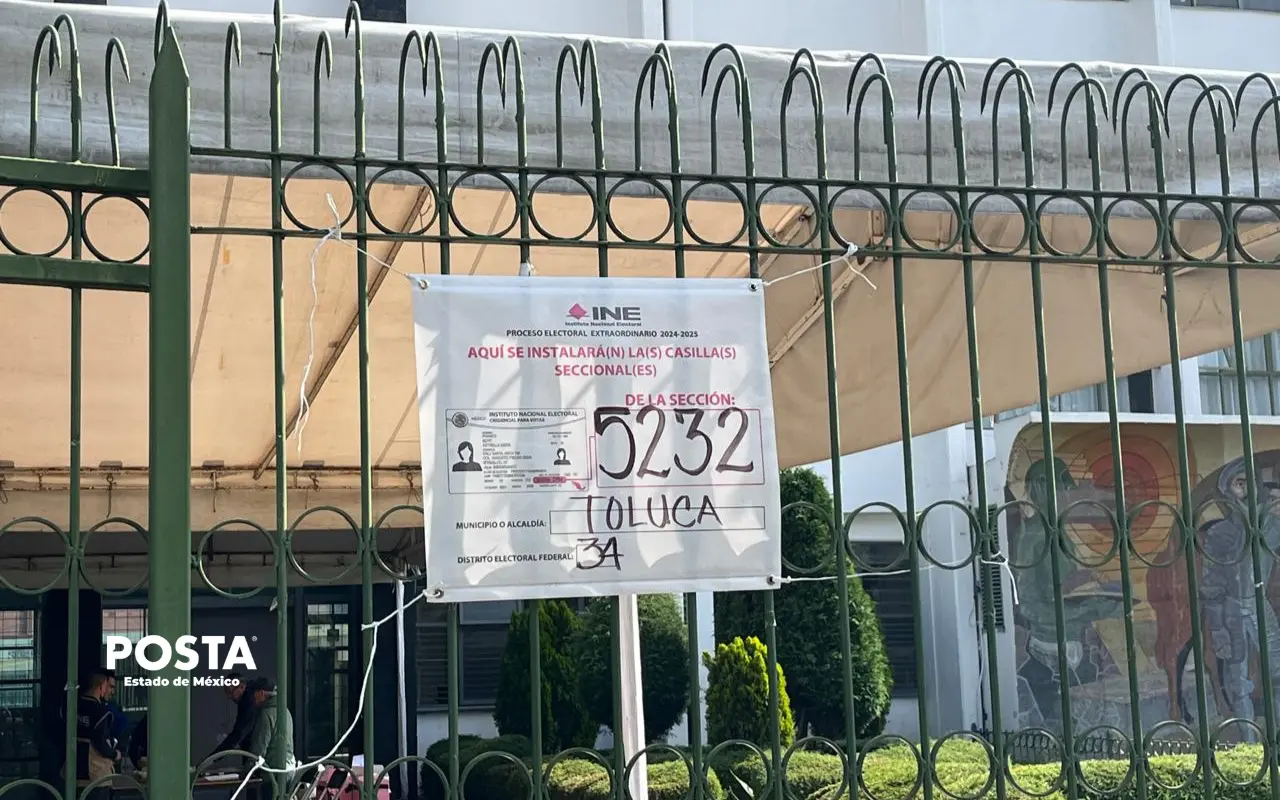 INE
Instituto Nacional Electoral
PROCESO ELECTORAL EXTRAORDINARIO 2024-2025
AQUÍ SE INSTALARÁ(N) LA(S) CASILLA(S)
SECCIONAL(ES)
DE LA SECCIÓN:
5232
MÉXICO INSTITUTO NACIONAL ELECTORAL
CREDENCIAL PARA VOTAR
MUNICIPIO O ALCALDÍA: TOLUCA
DISTRITO ELECTORAL FEDERAL: 34
POSTA®
Estado de México